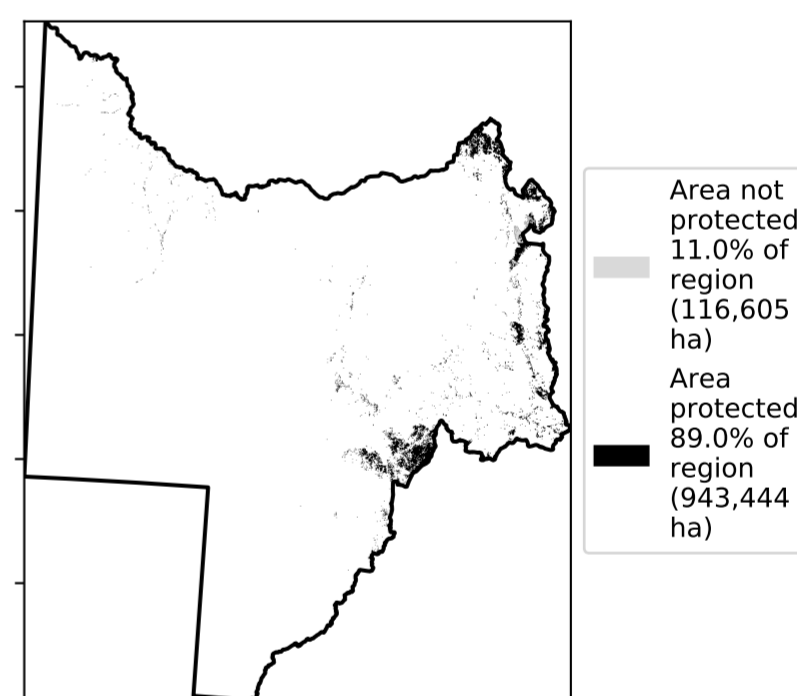 Area not
protected
11.0% of
region
(116,605
ha)
Area
protected
89.0% of
region
(943,444
ha)